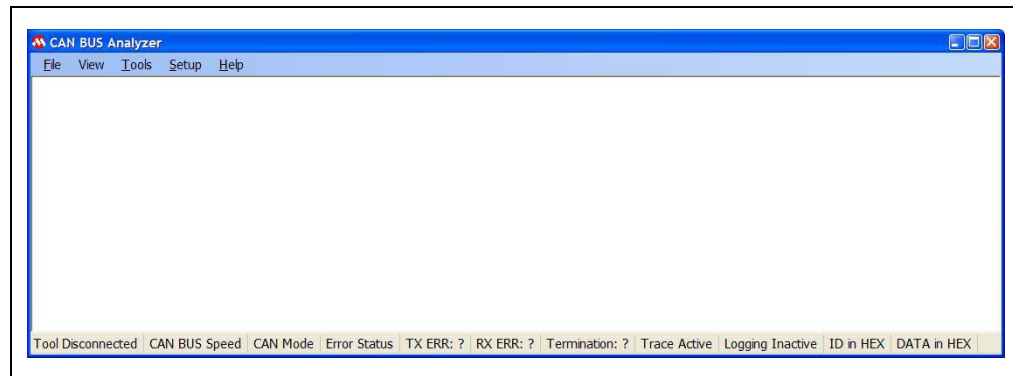 CAN BUS Analyzer
File View Tools Setup Help
Tool Disconnected CAN BUS Speed CAN Mode Error Status TX ERR: ? RX ERR: ? Termination: ? Trace Active Logging Inactive ID in HEX DATA in HEX